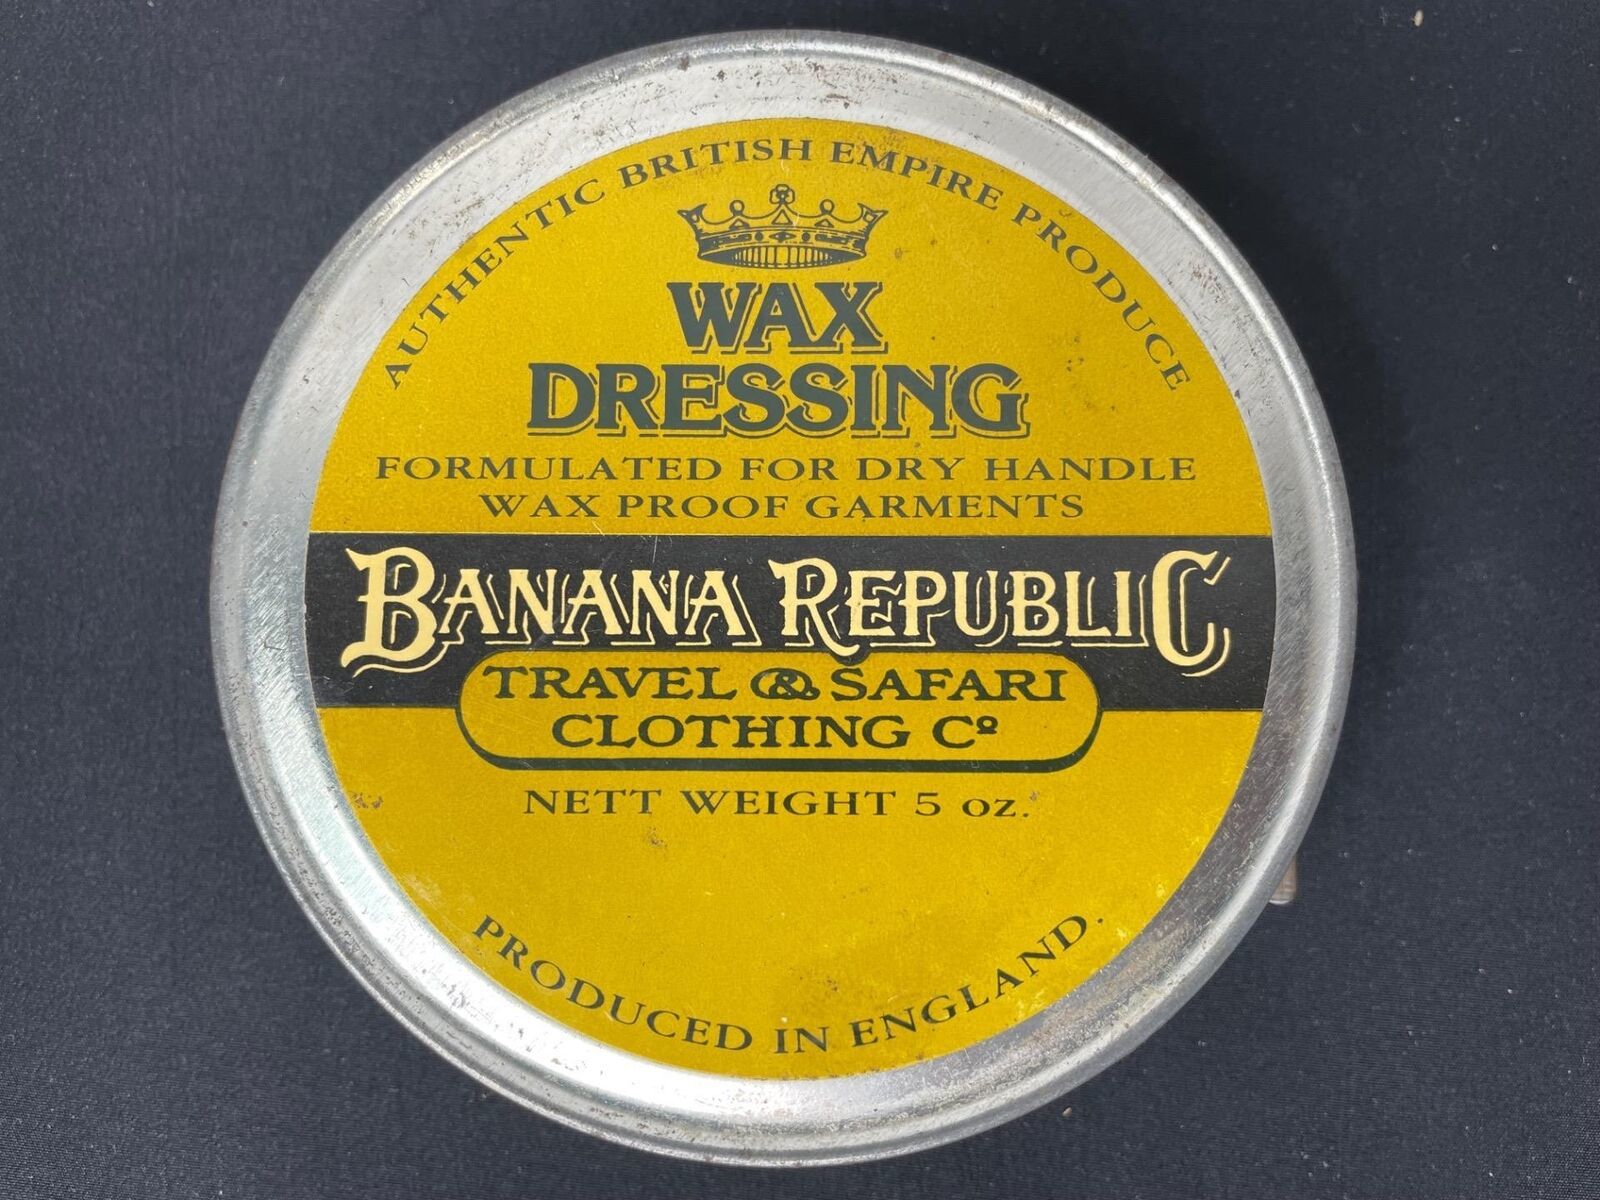 AUTHENTIC BRITISH EMPIRE PRODUCE
WAX
DRESSING
FORMULATED FOR DRY HANDLE
WAX PROOF GARMENTS
BANANA REPUBLIC
TRAVEL & SAFARI
CLOTHING Cº
NETT WEIGHT 5 oz.
PRODUCED IN ENGLAND.